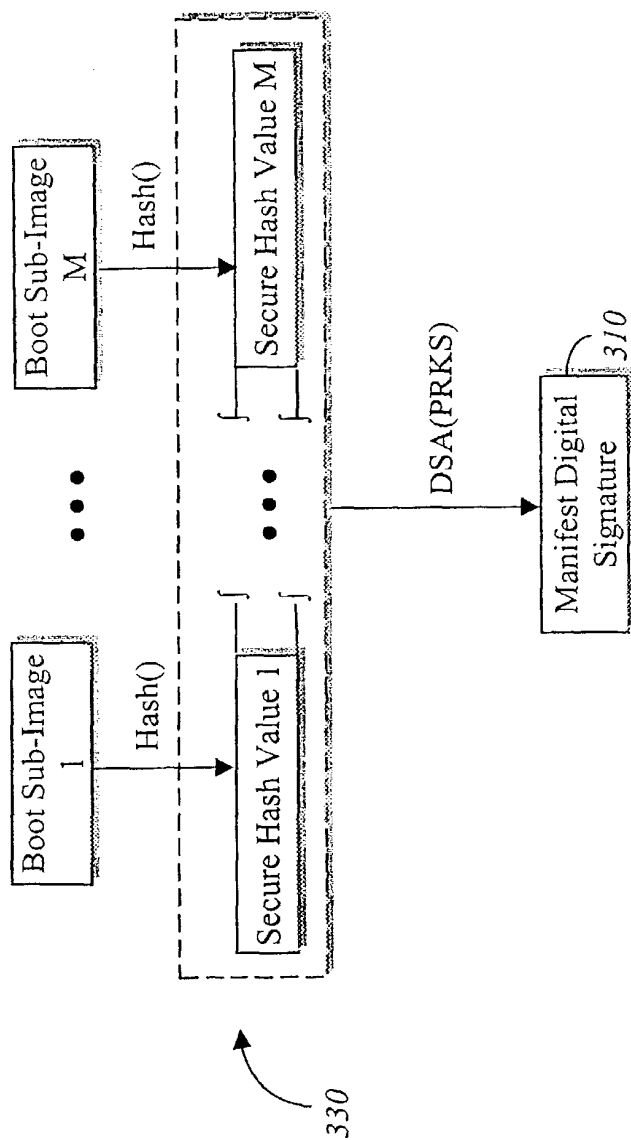 Boot Sub-Image
1
Boot Sub-Image
M
Hash()
Hash()
Secure Hash Value 1
Secure Hash Value M
330
DSA(PRKS)
Manifest Digital
Signature
310